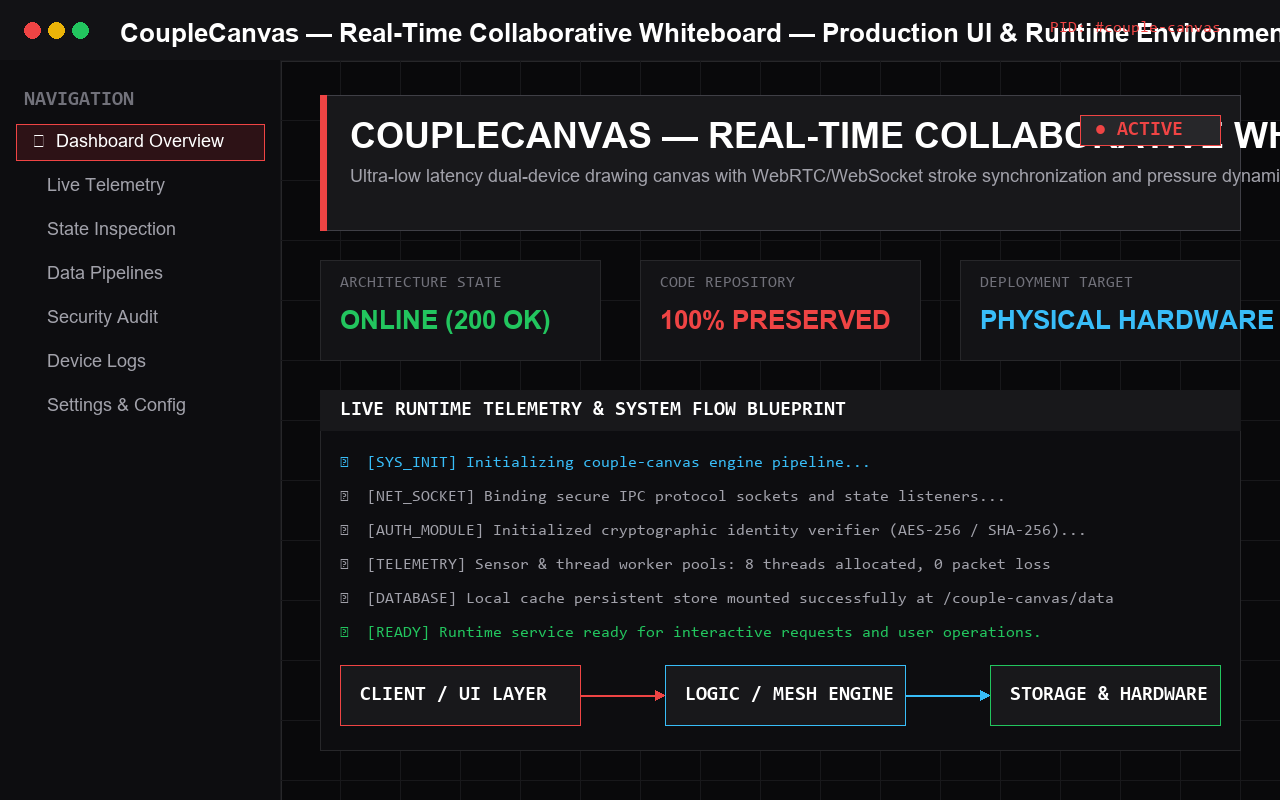 CoupleCanvas — Real-Time Collaborative Whiteboard — Production UI & Runtime Environmen
PID: #couple-canvas
NAVIGATION
Dashboard Overview
Live Telemetry
State Inspection
Data Pipelines
Security Audit
Device Logs
Settings & Config
COUPLECANVAS — REAL-TIME COLLABORATIVE WH
● ACTIVE
Ultra-low latency dual-device drawing canvas with WebRTC/WebSocket stroke synchronization and pressure dynami
ARCHITECTURE STATE
ONLINE (200 OK)
CODE REPOSITORY
100% PRESERVED
DEPLOYMENT TARGET
PHYSICAL HARDWARE
LIVE RUNTIME TELEMETRY & SYSTEM FLOW BLUEPRINT
[SYS_INIT] Initializing couple-canvas engine pipeline...
[NET_SOCKET] Binding secure IPC protocol sockets and state listeners...
[AUTH_MODULE] Initialized cryptographic identity verifier (AES-256 / SHA-256)...
[TELEMETRY] Sensor & thread worker pools: 8 threads allocated, 0 packet loss
[DATABASE] Local cache persistent store mounted successfully at /couple-canvas/data
[READY] Runtime service ready for interactive requests and user operations.
CLIENT / UI LAYER
LOGIC / MESH ENGINE
STORAGE & HARDWARE